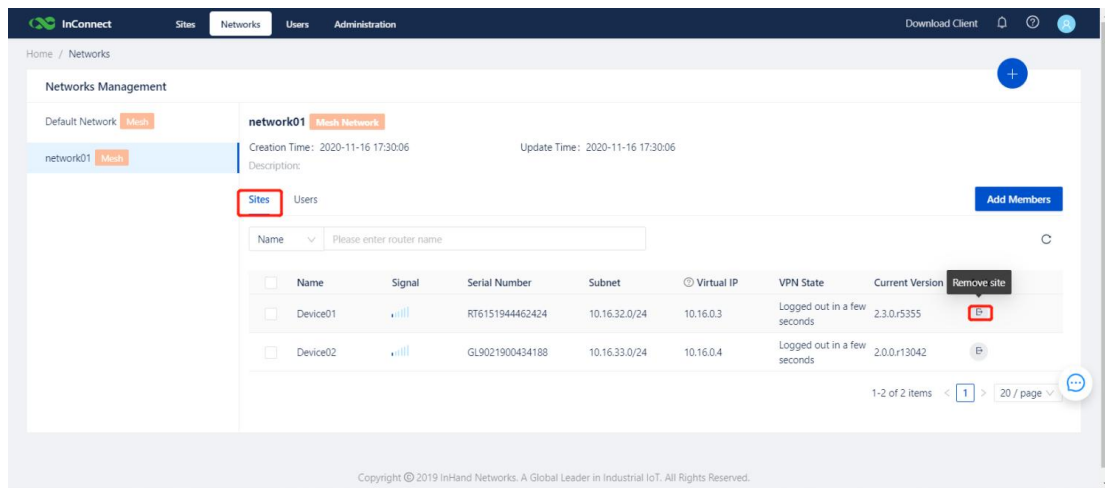 InConnect Sites Networks Users Administration Download Client
Home / Networks
Networks Management
+
Default Network Mesh
network01 Mesh
network01 Mesh Network
Creation Time: 2020-11-16 17:30:06 Update Time: 2020-11-16 17:30:06
Description:
Sites Users Add Members
Name Please enter router name
Remove site
Name Signal Serial Number Subnet Virtual IP VPN State Current Version
Device01 RT6151944462424 10.16.32.0/24 10.16.0.3 Logged out in a few seconds 2.3.0.r5355
Device02 GL9021900434188 10.16.33.0/24 10.16.0.4 Logged out in a few seconds 2.0.0.r13042
1-2 of 2 items < 1 > 20 / page
Copyright © 2019 InHand Networks. A Global Leader in Industrial IoT. All Rights Reserved.